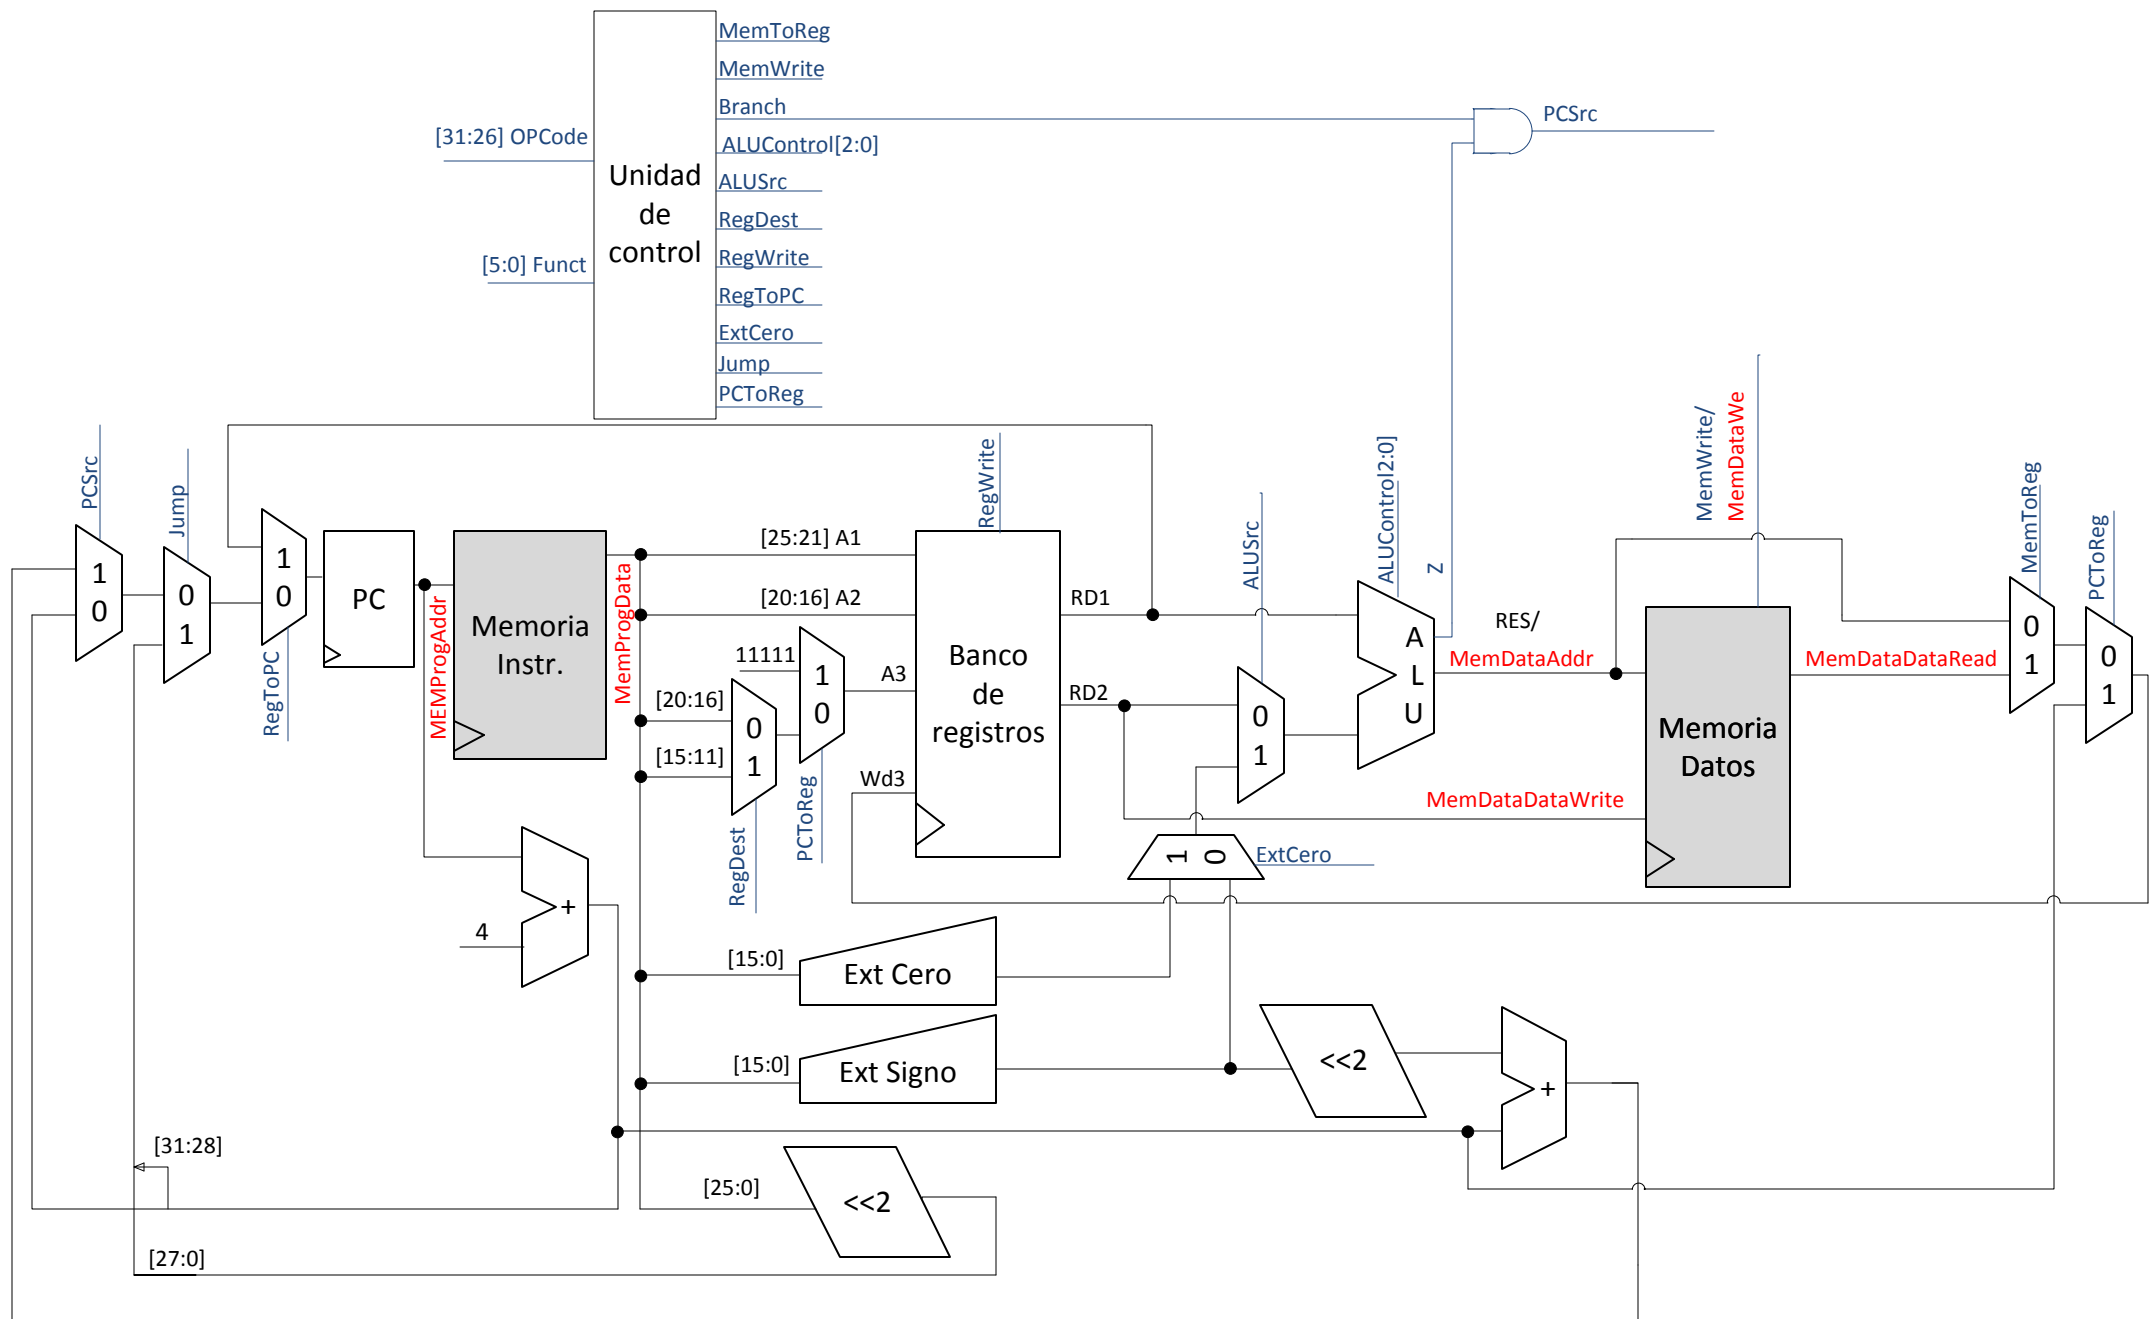 MemToReg
MemWrite
Branch
ALUControl[2:0]
ALUSrc
RegDest
RegWrite
RegToPC
ExtCero
Jump
PCToReg
[31:26] OPCode
[5:0] Funct
Unidad
de
control
PCSrc
PCSrc
Jump
RegToPC
1
0
0
1
1
0
PC
MEMProgAddr
Memoria
Instr.
MemProgData
[25:21] A1
[20:16] A2
11111
[20:16]
[15:11]
0
1
1
0
RegDest
PCToReg
A3
Wd3
RegWrite
Banco
de
registros
RD1
RD2
ALUSrc
0
1
ALUControl2:0]
Z
A
L
U
RES/
MemDataAddr
MemWrite/
MemDataWe
Memoria
Datos
MemDataDataRead
MemDataDataWrite
MemToReg
0
1
PCToReg
0
1
1
0
ExtCero
4
+
[15:0]
Ext Cero
[15:0]
Ext Signo
<<2
+
[31:28]
[25:0]
<<2
[27:0]